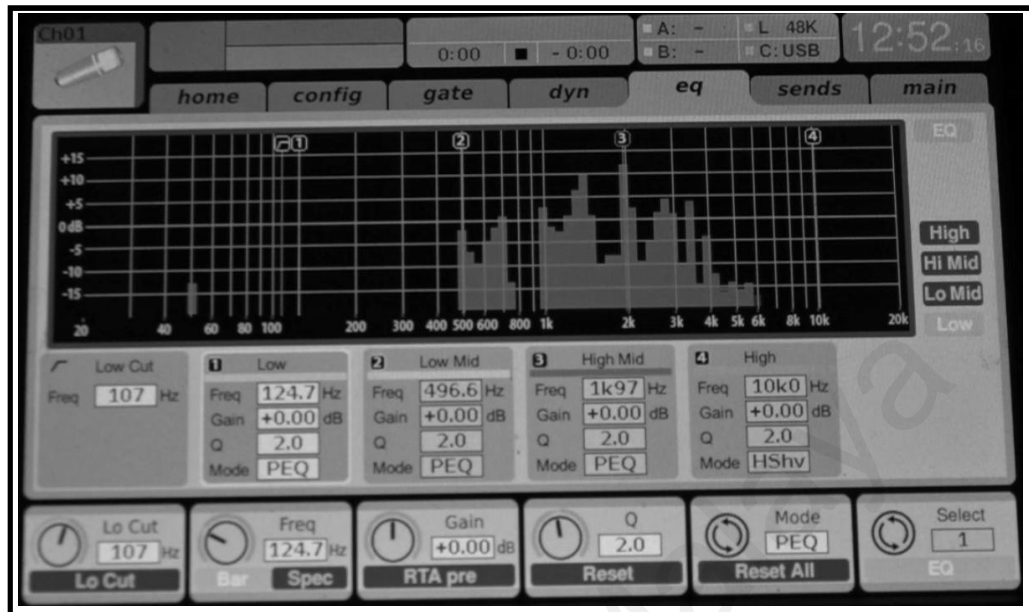 Ch01
0:00 - 0:00
A: - L 48K
B: - C: USB
12:52:16
home config gate dyn eq sends main
1 2 3 4
EQ
+15
+10
+5
0dB
-5
-10
-15
20 40 60 80 100 200 300 400 500 600 800 1k 2k 3k 4k 5k 6k 8k 10k 20k
High
Hi Mid
Lo Mid
Low
Low Cut
Freq 107 Hz
1 Low
Freq 124.7 Hz
Gain +0.00 dB
Q 2.0
Mode PEQ
2 Low Mid
Freq 496.6 Hz
Gain +0.00 dB
Q 2.0
Mode PEQ
3 High Mid
Freq 1k97 Hz
Gain +0.00 dB
Q 2.0
Mode PEQ
4 High
Freq 10k0 Hz
Gain +0.00 dB
Q 2.0
Mode HShv
Lo Cut
107 Hz
Lo Cut
Freq
124.7 Hz
Bar Spec
Gain
+0.00 dB
RTA pre
Q
2.0
Reset
Mode
PEQ
Reset All
Select
1
EQ